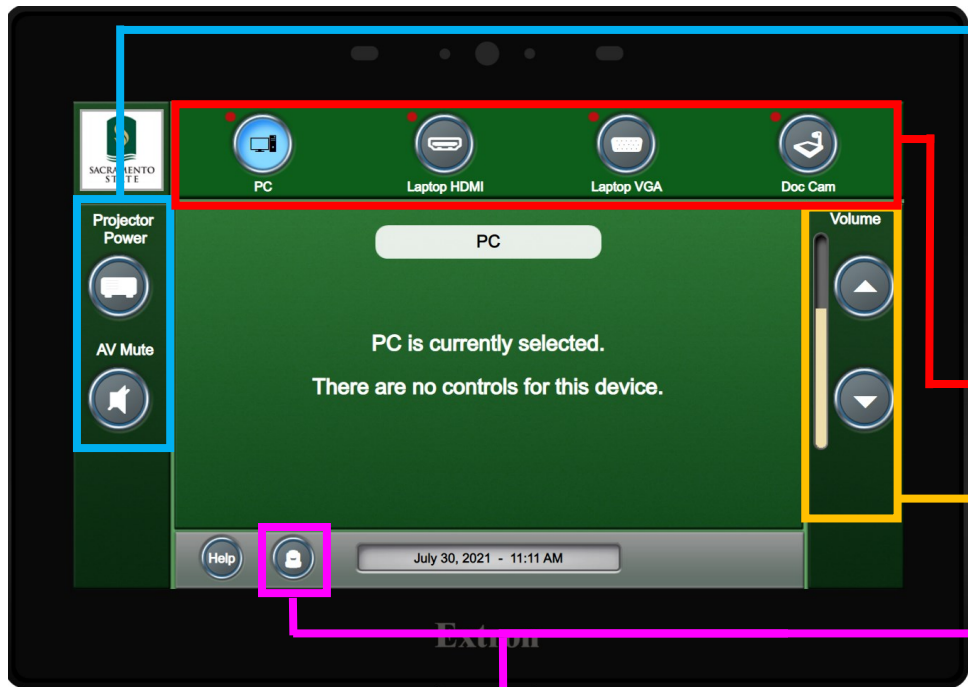 SACRAMENTO
STATE
PC
Laptop HDMI
Laptop VGA
Doc Cam
Projector
Power
AV Mute
PC
PC is currently selected.
There are no controls for this device.
Volume
Help
July 30, 2021 - 11:11 AM
Extron